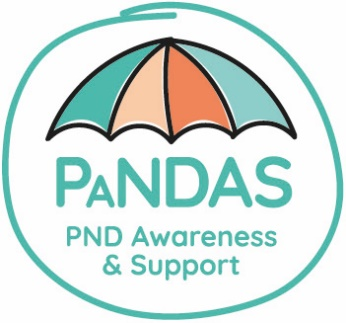 PaNDAS
PND Awareness
& Support